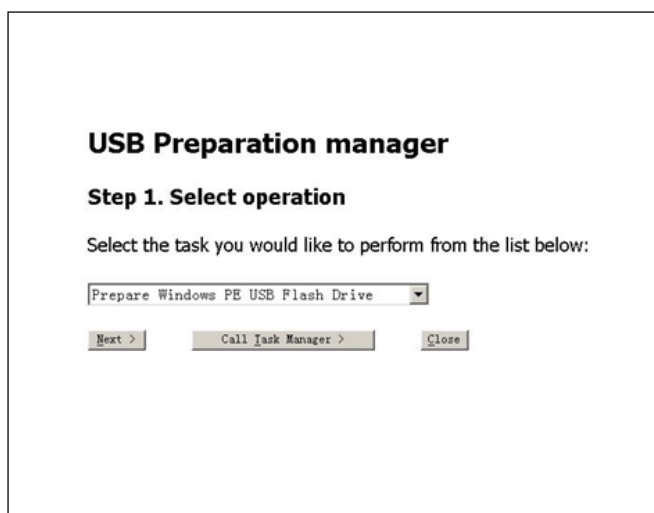 USB Preparation manager
Step 1. Select operation
Select the task you would like to perform from the list below:
Prepare Windows PE USB Flash Drive
Next > Call Task Manager > Close